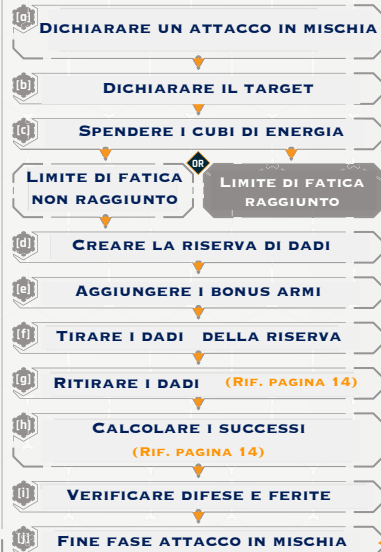 [a] DICHIARARE UN ATTACCO IN MISCHIA
[b] DICHIARARE IL TARGET
[c] SPENDERE I CUBI DI ENERGIA
OR
LIMITE DI FATICA
NON RAGGIUNTO
LIMITE DI FATICA
RAGGIUNTO
[d] CREARE LA RISERVA DI DADI
[e] AGGIUNGERE I BONUS ARMI
[f] TIRARE I DADI DELLA RISERVA
[g] RITIRARE I DADI (RIF. PAGINA 14)
[h] CALCOLARE I SUCCESSI
(RIF. PAGINA 14)
[i] VERIFICARE DIFESE E FERITE
[j] FINE FASE ATTACCO IN MISCHIA